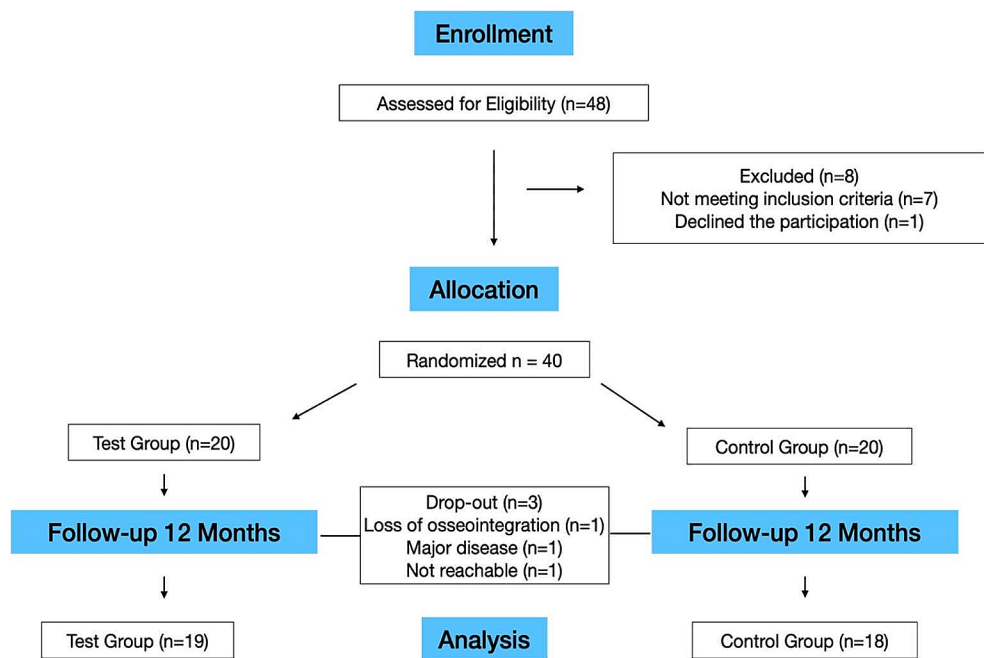 Enrollment
Assessed for Eligibility (n=48)
Excluded (n=8)
Not meeting inclusion criteria (n=7)
Declined the participation (n=1)
Allocation
Randomized n = 40
Test Group (n=20)
Control Group (n=20)
Follow-up 12 Months
Drop-out (n=3)
Loss of osseointegration (n=1)
Major disease (n=1)
Not reachable (n=1)
Follow-up 12 Months
Test Group (n=19)
Analysis
Control Group (n=18)